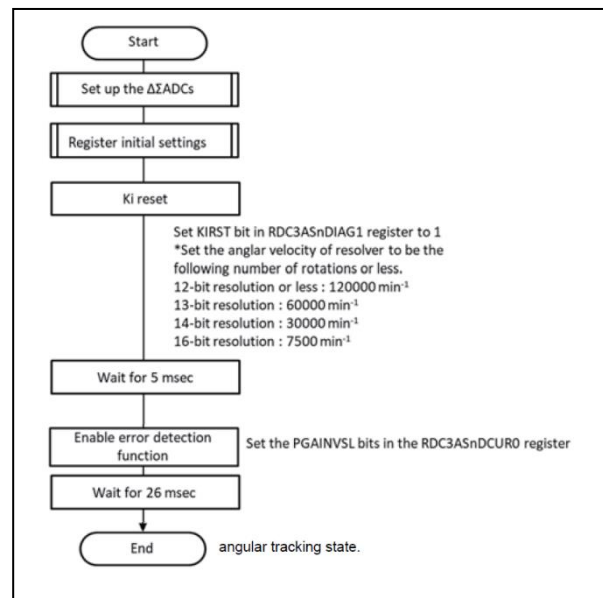 Start
Set up the ΔΣADCs
Register initial settings
Ki reset
Set KIRST bit in RDC3ASnDIAG1 register to 1
*Set the anglar velocity of resolver to be the
following number of rotations or less.
12-bit resolution or less : 120000 min⁻¹
13-bit resolution : 60000 min⁻¹
14-bit resolution : 30000 min⁻¹
16-bit resolution : 7500 min⁻¹
Wait for 5 msec
Enable error detection
function
Set the PGAINVSL bits in the RDC3ASnDCUR0 register
Wait for 26 msec
End
angular tracking state.